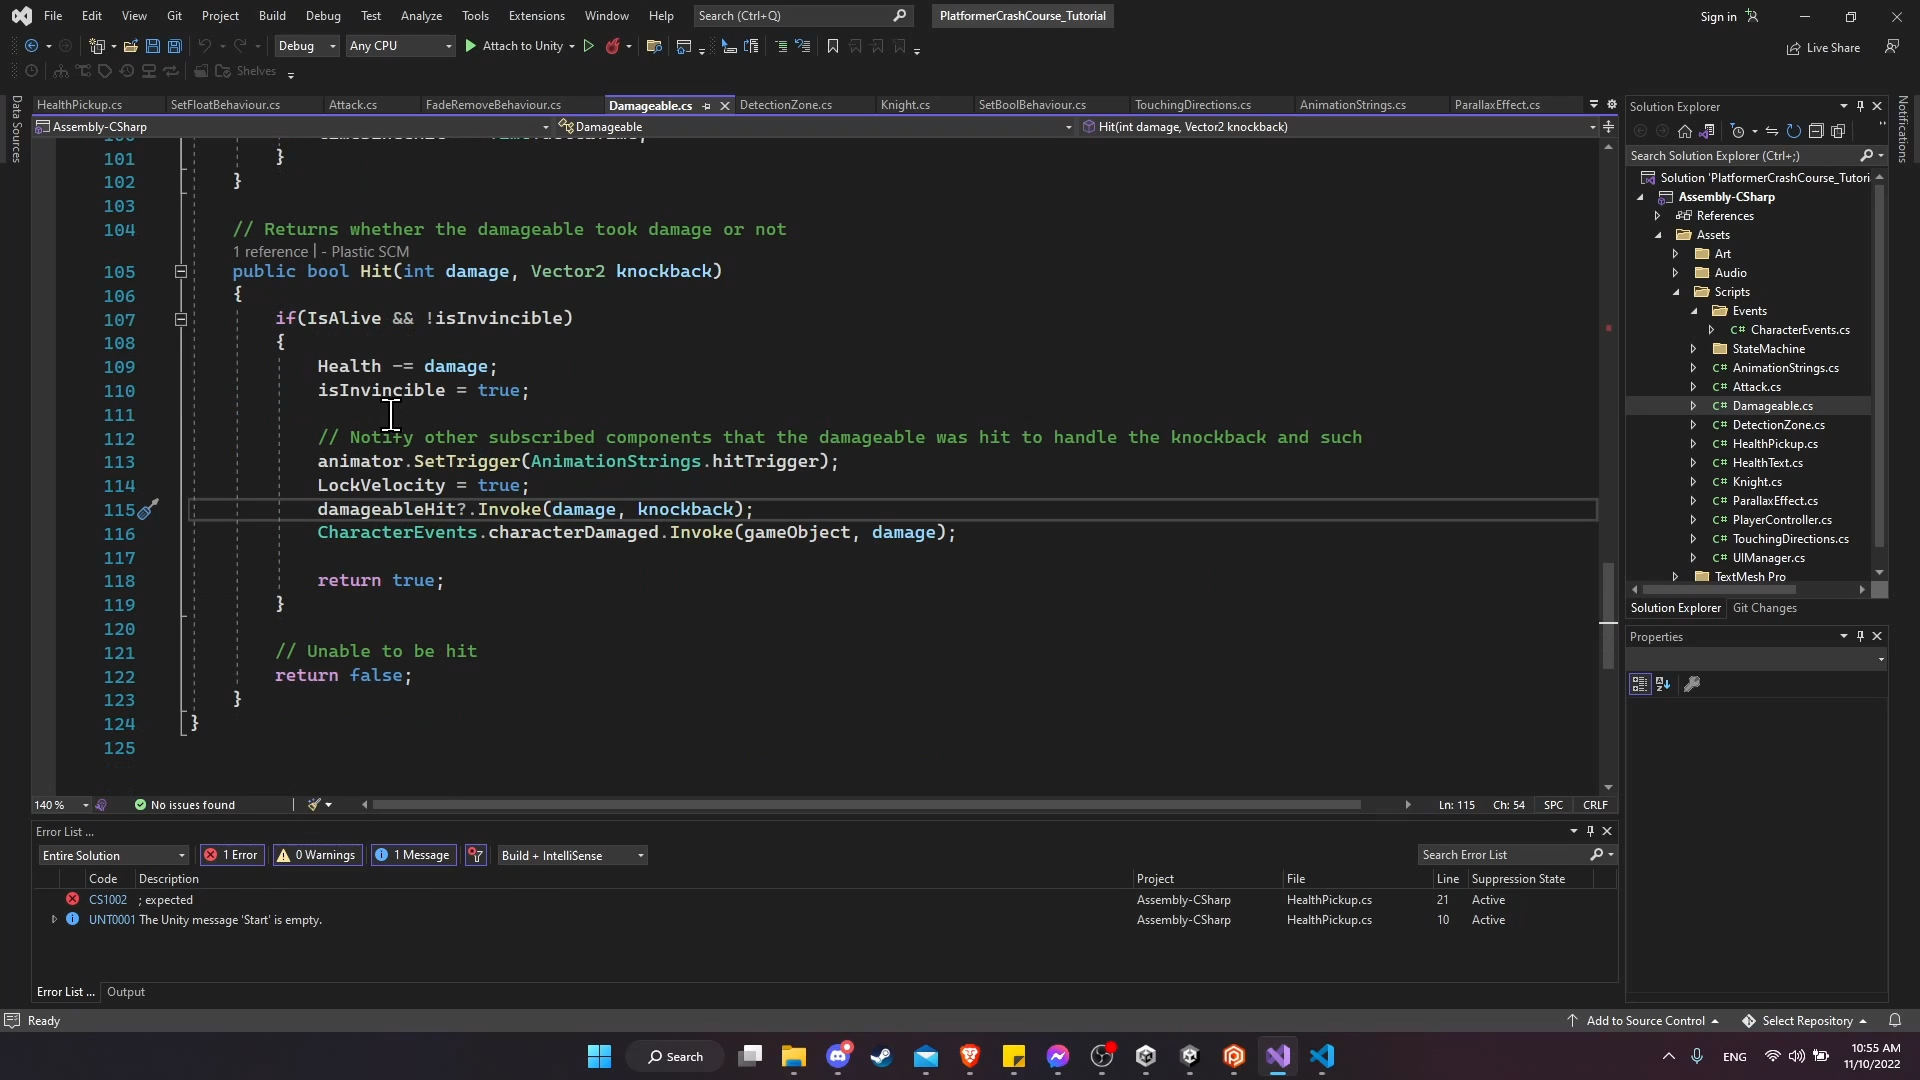 File Edit View Git Project Build Debug Test Analyze Tools Extensions Window Help Search (Ctrl+Q) PlatformerCrashCourse_Tutorial Sign in
Debug Any CPU Attach to Unity Live Share
Shelves
HealthPickup.cs SetFloatBehaviour.cs Attack.cs FadeRemoveBehaviour.cs Damageable.cs DetectionZone.cs Knight.cs SetBoolBehaviour.cs TouchingDirections.cs AnimationStrings.cs ParallaxEffect.cs
Assembly-CSharp Damageable Hit(int damage, Vector2 knockback)
Data Sources
101 }
102 }
103
104 // Returns whether the damageable took damage or not
1 reference | - Plastic SCM
105 public bool Hit(int damage, Vector2 knockback)
106 {
107 if(IsAlive && !isInvincible)
108 {
109 Health -= damage;
110 isInvincible = true;
111
112 // Notify other subscribed components that the damageable was hit to handle the knockback and such
113 animator.SetTrigger(AnimationStrings.hitTrigger);
114 LockVelocity = true;
115 damageableHit?.Invoke(damage, knockback);
116 CharacterEvents.characterDamaged.Invoke(gameObject, damage);
117
118 return true;
119 }
120
121 // Unable to be hit
122 return false;
123 }
124 }
125
140 % No issues found Ln: 115 Ch: 54 SPC CRLF
Error List ...
Entire Solution 1 Error 0 Warnings 1 Message Build + IntelliSense Search Error List
Code Description Project File Line Suppression State
CS1002 ; expected Assembly-CSharp HealthPickup.cs 21 Active
UNT0001 The Unity message 'Start' is empty. Assembly-CSharp HealthPickup.cs 10 Active
Error List ... Output
Solution Explorer
Search Solution Explorer (Ctrl+;)
Solution 'PlatformerCrashCourse_Tutori
Assembly-CSharp
References
Assets
Art
Audio
Scripts
Events
C# CharacterEvents.cs
StateMachine
C# AnimationStrings.cs
C# Attack.cs
C# Damageable.cs
C# DetectionZone.cs
C# HealthPickup.cs
C# HealthText.cs
C# Knight.cs
C# ParallaxEffect.cs
C# PlayerController.cs
C# TouchingDirections.cs
C# UIManager.cs
TextMesh Pro
Solution Explorer Git Changes
Properties
Notifications
Ready Add to Source Control Select Repository
Search ENG 10:55 AM
11/10/2022